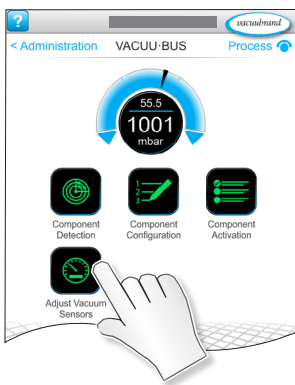 ?
vacuubrand
< Administration VACUU·BUS Process
55.5
1001
mbar
1
2
3
Component
Detection
Component
Configuration
Component
Activation
Adjust Vacuum
Sensors